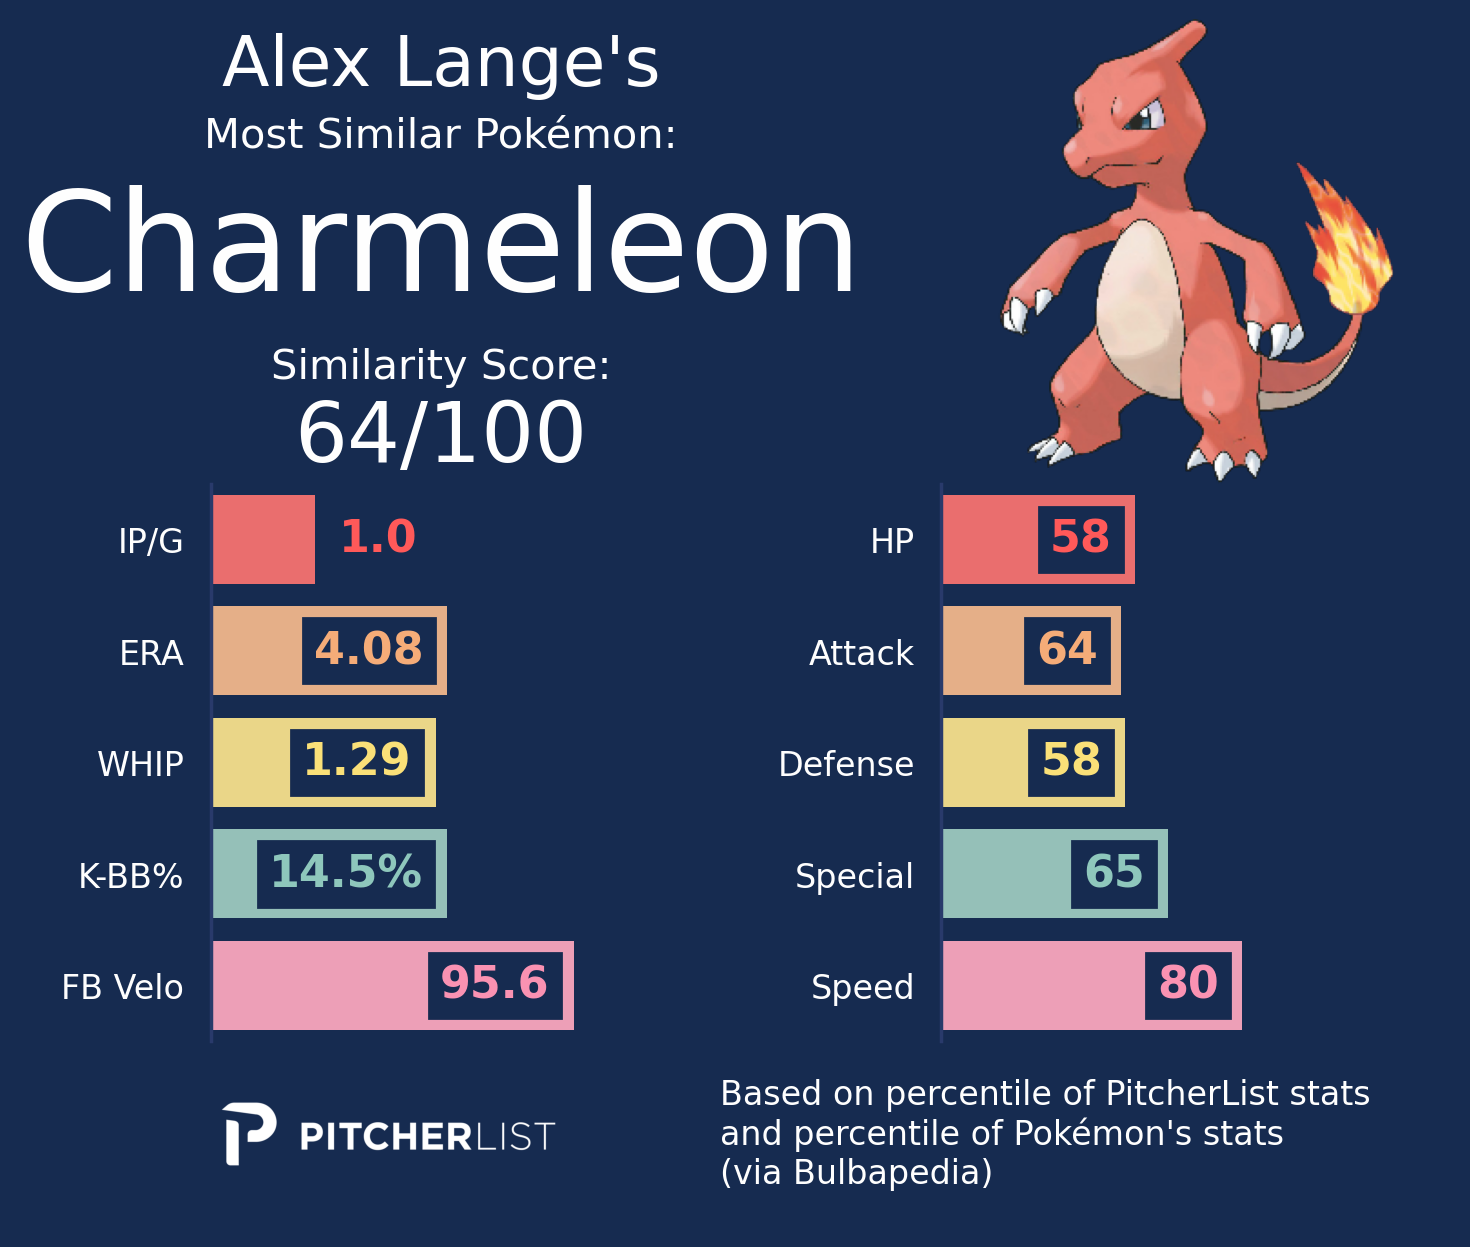 Alex Lange's
Most Similar Pokémon:
Charmeleon
Similarity Score:
64/100
IP/G 1.0
ERA 4.08
WHIP 1.29
K-BB% 14.5%
FB Velo 95.6
HP 58
Attack 64
Defense 58
Special 65
Speed 80
PITCHERLIST
Based on percentile of PitcherList stats
and percentile of Pokémon's stats
(via Bulbapedia)